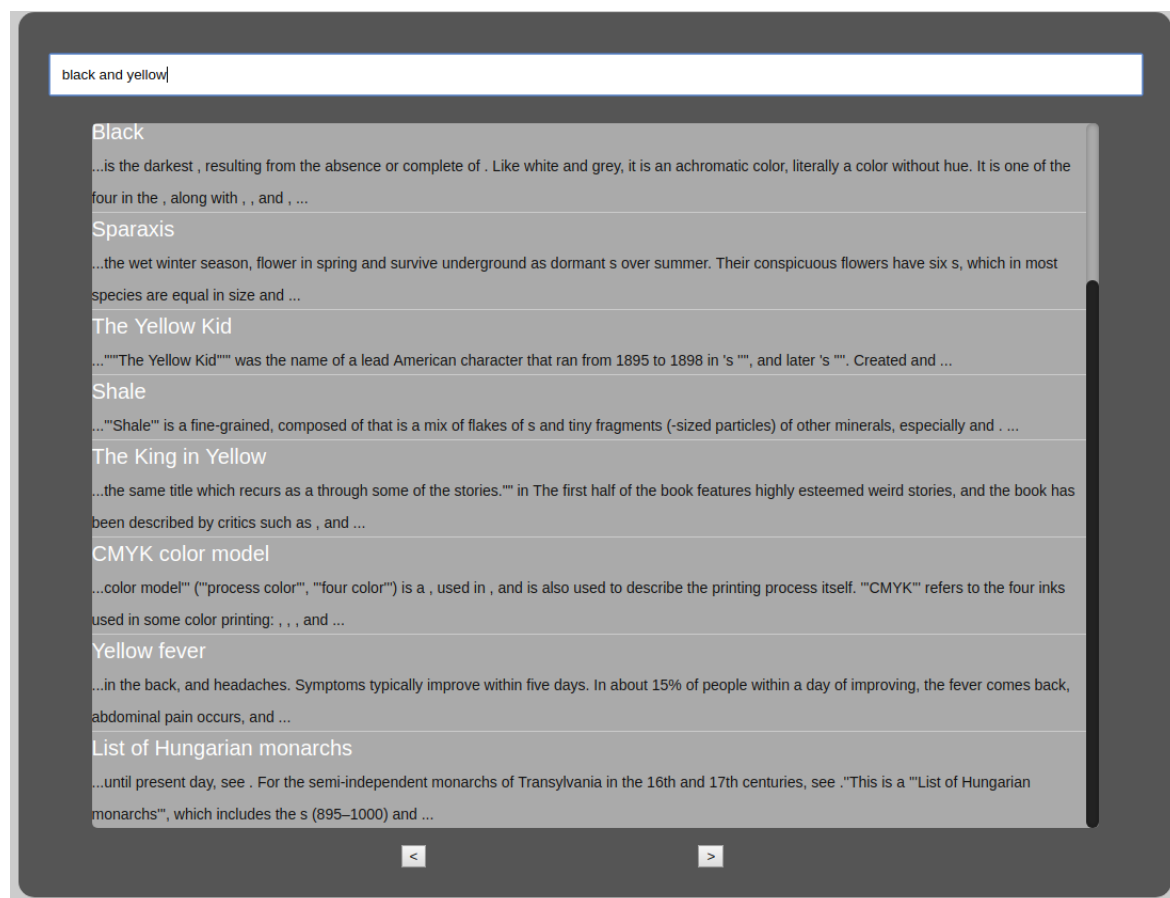 black and yellow
Black
...is the darkest , resulting from the absence or complete of . Like white and grey, it is an achromatic color, literally a color without hue. It is one of the
four in the , along with , , and , ...
Sparaxis
...the wet winter season, flower in spring and survive underground as dormant s over summer. Their conspicuous flowers have six s, which in most
species are equal in size and ...
The Yellow Kid
...""'The Yellow Kid'"" was the name of a lead American character that ran from 1895 to 1898 in 's "", and later 's "". Created and ...
Shale
..."'Shale'" is a fine-grained, composed of that is a mix of flakes of s and tiny fragments (-sized particles) of other minerals, especially and . ...
The King in Yellow
...the same title which recurs as a through some of the stories."" in The first half of the book features highly esteemed weird stories, and the book has
been described by critics such as , and ...
CMYK color model
...color model'" ("'process color'", "'four color'") is a , used in , and is also used to describe the printing process itself. "'CMYK'" refers to the four inks
used in some color printing: , , , and ...
Yellow fever
...in the back, and headaches. Symptoms typically improve within five days. In about 15% of people within a day of improving, the fever comes back,
abdominal pain occurs, and ...
List of Hungarian monarchs
...until present day, see . For the semi-independent monarchs of Transylvania in the 16th and 17th centuries, see ."This is a "'List of Hungarian
monarchs'", which includes the s (895–1000) and ...
< >